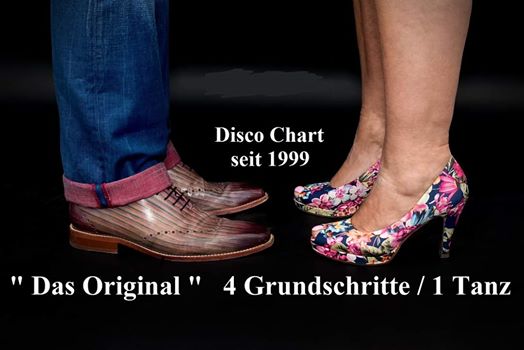 Disco Chart
seit 1999
" Das Original " 4 Grundschritte / 1 Tanz